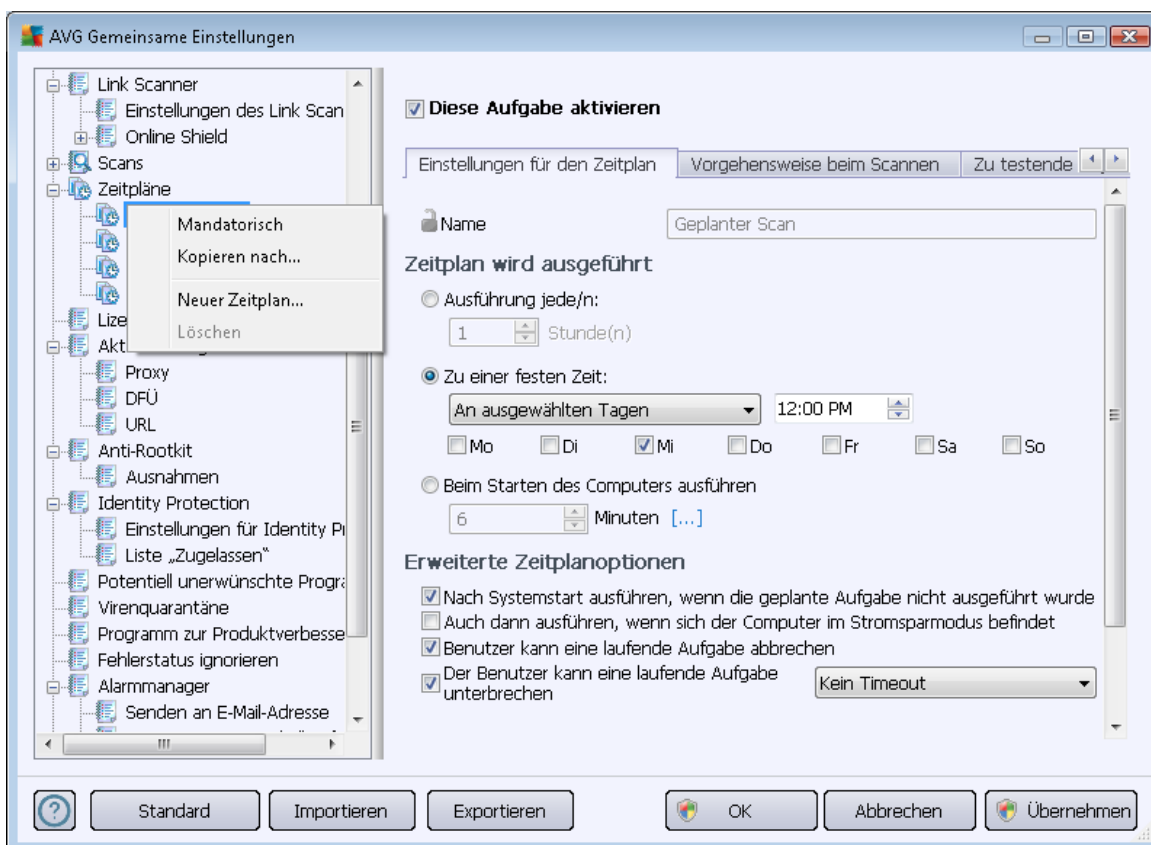 AVG Gemeinsame Einstellungen
Link Scanner
Einstellungen des Link Scan
Online Shield
Scans
Zeitpläne
Mandatorisch
Kopieren nach...
Neuer Zeitplan...
Löschen
Lize
Akt
Proxy
DFÜ
URL
Anti-Rootkit
Ausnahmen
Identity Protection
Einstellungen für Identity Pr
Liste „Zugelassen“
Potentiell unerwünschte Progra
Virenquarantäne
Programm zur Produktverbesse
Fehlerstatus ignorieren
Alarmmanager
Senden an E-Mail-Adresse
Diese Aufgabe aktivieren
Einstellungen für den Zeitplan Vorgehensweise beim Scannen Zu testende
Name Geplanter Scan
Zeitplan wird ausgeführt
Ausführung jede/n:
1 Stunde(n)
Zu einer festen Zeit:
An ausgewählten Tagen 12:00 PM
Mo Di Mi Do Fr Sa So
Beim Starten des Computers ausführen
6 Minuten [...]
Erweiterte Zeitplanoptionen
Nach Systemstart ausführen, wenn die geplante Aufgabe nicht ausgeführt wurde
Auch dann ausführen, wenn sich der Computer im Stromsparmodus befindet
Benutzer kann eine laufende Aufgabe abbrechen
Der Benutzer kann eine laufende Aufgabe
unterbrechen Kein Timeout
? Standard Importieren Exportieren OK Abbrechen Übernehmen